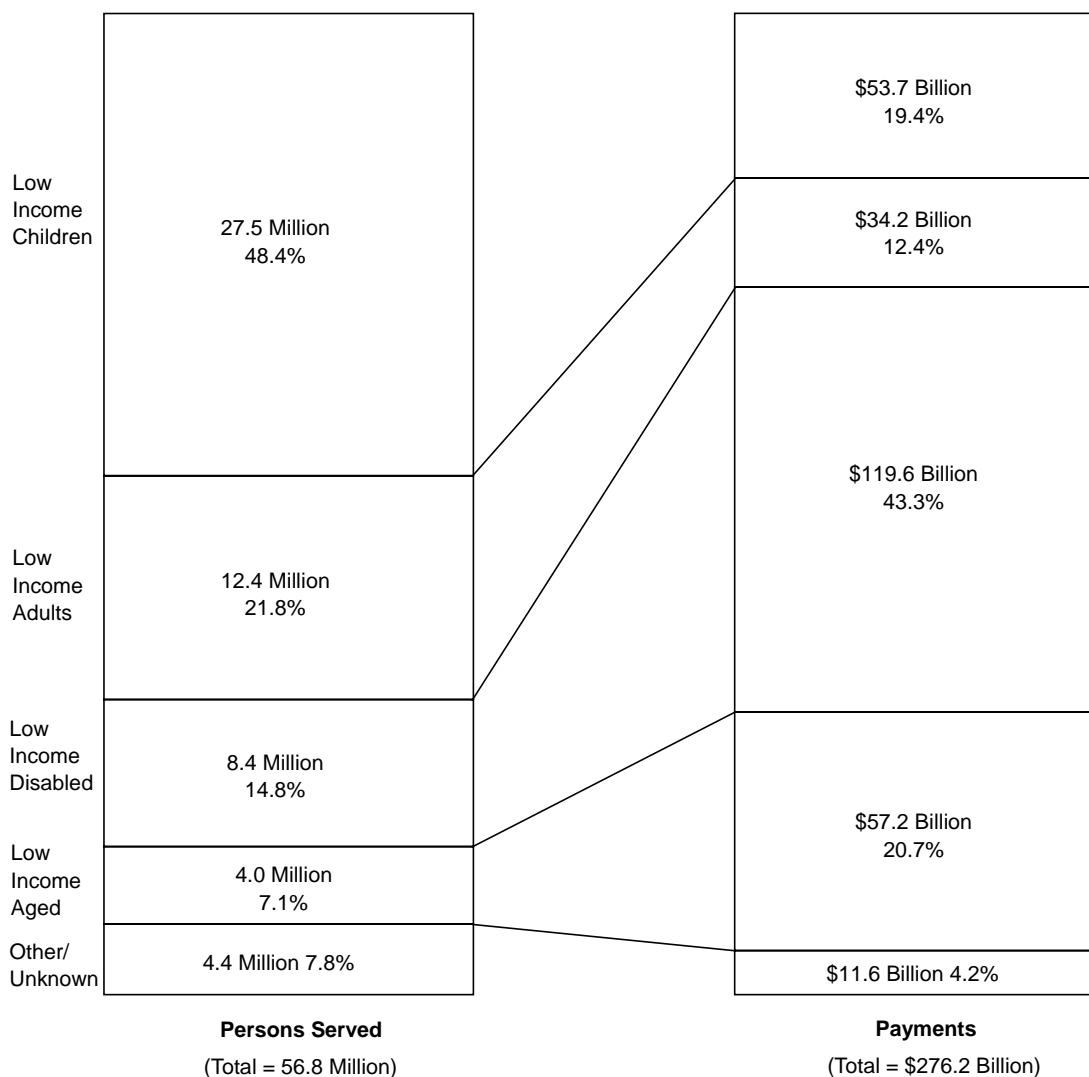 Low
Income
Children
27.5 Million
48.4%
$53.7 Billion
19.4%
$34.2 Billion
12.4%
Low
Income
Adults
12.4 Million
21.8%
$119.6 Billion
43.3%
Low
Income
Disabled
8.4 Million
14.8%
Low
Income
Aged
4.0 Million
7.1%
$57.2 Billion
20.7%
Other/
Unknown
4.4 Million 7.8%
$11.6 Billion 4.2%
Persons Served
(Total = 56.8 Million)
Payments
(Total = $276.2 Billion)